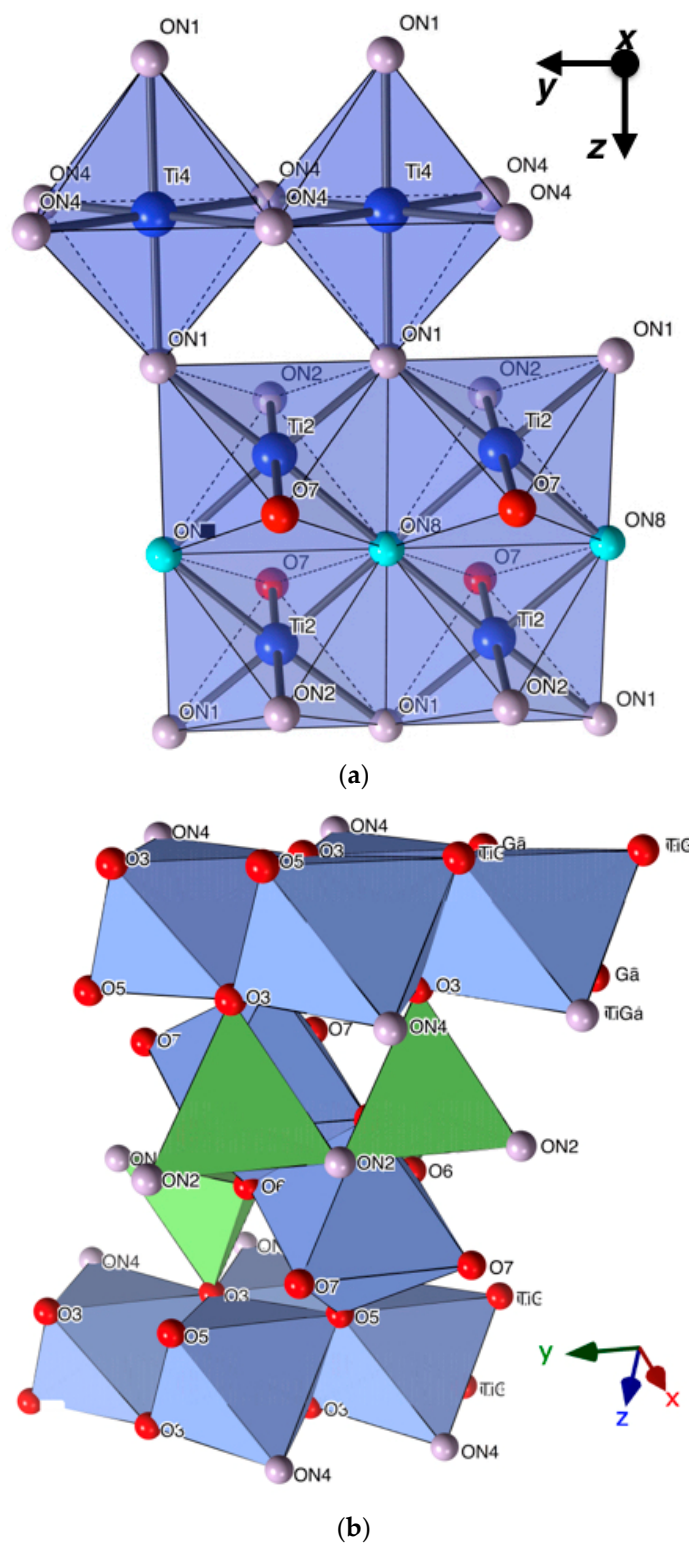 ON1 ON1
x
y
z
ON4 Ti4 ON4 Ti4 ON4
ON4 ON4 ON4
ON1 ON1 ON1
ON2 ON2
Ti2 Ti2
O7 O7
ON8 ON8
O7 O7
Ti2 Ti2
ON2 ON2
ON1 ON1 ON1
(a)
ON4 ON4
O3 O5 O3
O5 O3 O3
ON4
O7 O7
ON2
ON2 ON2 O6
O6
ON4
O3 O3 O7 O7
O5 O5
O3 O3
ON4 ON4
y
z x
(b)